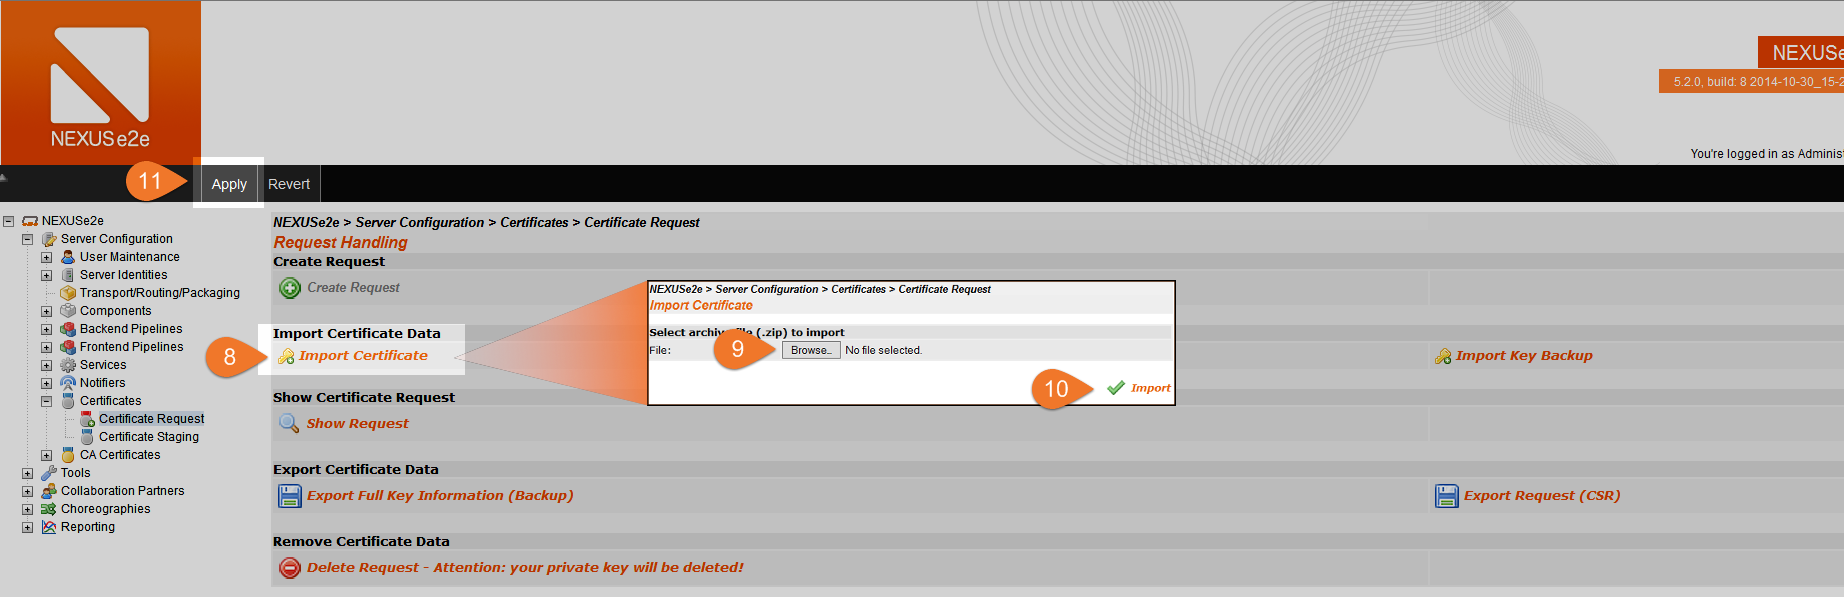 NEXUSe2e
NEXUSe
5.2.0, build: 8 2014-10-30_15-2
You're logged in as Adminis
11
Apply
Revert
NEXUSe2e
Server Configuration
User Maintenance
Server Identities
Transport/Routing/Packaging
Components
Backend Pipelines
Frontend Pipelines
Services
Notifiers
Certificates
Certificate Request
Certificate Staging
CA Certificates
Tools
Collaboration Partners
Choreographies
Reporting
NEXUSe2e > Server Configuration > Certificates > Certificate Request
Request Handling
Create Request
Create Request
Import Certificate Data
8
Import Certificate
Import Key Backup
NEXUSe2e > Server Configuration > Certificates > Certificate Request
Import Certificate
Select archive file (.zip) to import
File:
9
Browse...
No file selected.
10
Import
Show Certificate Request
Show Request
Export Certificate Data
Export Full Key Information (Backup)
Export Request (CSR)
Remove Certificate Data
Delete Request - Attention: your private key will be deleted!